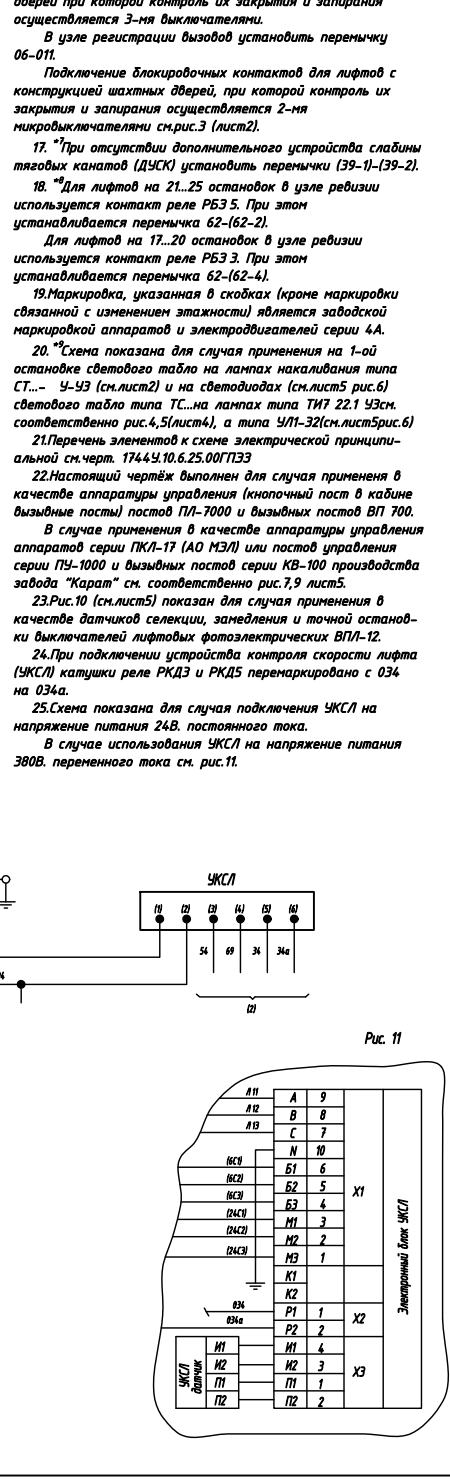 дверей при которой контроль их закрытия и запирания
осуществляется 3-мя выключателями.
В узле регистрации вызовов установить перемычку
06-011.
Подключение блокировочных контактов для лифтов с
конструкцией шахтных дверей, при которой контроль их
закрытия и запирания осуществляется 2-мя
микровыключателями см.рис.3 (лист2).
17. *7При отсутствии дополнительного устройства слабины
тяговых канатов (ДУСК) установить перемычки (39-1)-(39-2).
18. *8Для лифтов на 21...25 остановок в узле ревизии
используется контакт реле РБЗ 5. При этом
устанавливается перемычка 62-(62-2).
Для лифтов на 17...20 остановок в узле ревизии
используется контакт реле РБЗ 3. При этом
устанавливается перемычка 62-(62-4).
19.Маркировка, указанная в скобках (кроме маркировки
связанной с изменением этажности) является заводской
маркировкой аппаратов и электродвигателей серии 4А.
20. *9Схема показана для случая применения на 1-ой
остановке светового табло на лампах накаливания типа
СТ...- У-УЗ (см.лист2) и на светодиодах (см.лист5 рис.6)
светового табло типа ТС...на лампах типа ТИ7 22.1 УЗсм.
соответственно рис.4,5(лист4), а типа УЛ1-32(см.лист5рис.6)
21.Перечень элементов к схеме электрической принципи-
альной см.черт. 1744У.10.6.25.00ГПЭЗ
22.Настоящий чертёж выполнен для случая примененя в
качестве аппаратуры управления (кнопочный пост в кабине
вызывные посты) постов ПЛ-7000 и вызывных постов ВП 700.
В случае применения в качестве аппаратуры управления
аппаратов серии ПКЛ-17 (АО МЭЛ) или постов управления
серии ПУ-1000 и вызывных постов серии КВ-100 производства
завода "Карат" см. соответственно рис.7,9 лист5.
23.Рис.10 (см.лист5) показан для случая применения в
качестве датчиков селекции, замедления и точной останов-
ки выключателей лифтовых фотоэлектрических ВПЛ-12.
24.При подключении устройства контроля скорости лифта
(УКСЛ) катушки реле РКД3 и РКД5 перемаркировано с 034
на 034а.
25.Схема показана для случая подключения УКСЛ на
напряжение питания 24В. постоянного тока.
В случае использования УКСЛ на напряжение питания
380В. переменного тока см. рис.11.
УКСЛ
(1) (2) (3) (4) (5) (6)
54 69 34 34а
(2)
Рис. 11
Л11 А 9
Л12 В 8
Л13 С 7
N 10
(6С1) Б1 6
(6С2) Б2 5
(6С3) Б3 4
(24С1) М1 3
(24С2) М2 2
(24С3) М3 1
Х1
К1
К2
034 Р1 1
034а Р2 2
Х2
И1 И1 4
И2 И2 3
П1 П1 1
П2 П2 2
Х3
УКСЛ
датчик
Электронный блок УКСЛ